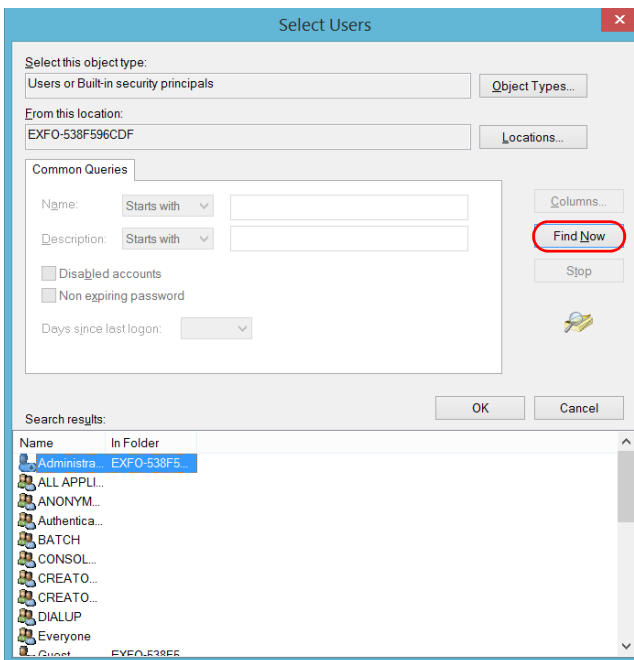 Select Users
Select this object type:
Users or Built-in security principals
Object Types...
From this location:
EXFO-538F596CDF
Locations...
Common Queries
Name:
Starts with
Columns...
Description:
Starts with
Find Now
Disabled accounts
Stop
Non expiring password
Days since last logon:
OK
Cancel
Search results:
Name In Folder
Administra... EXFO-538F5...
ALL APPLI...
ANONYM...
Authentica...
BATCH
CONSOL...
CREATO...
CREATO...
DIALUP
Everyone
Guest EXFO-538F5